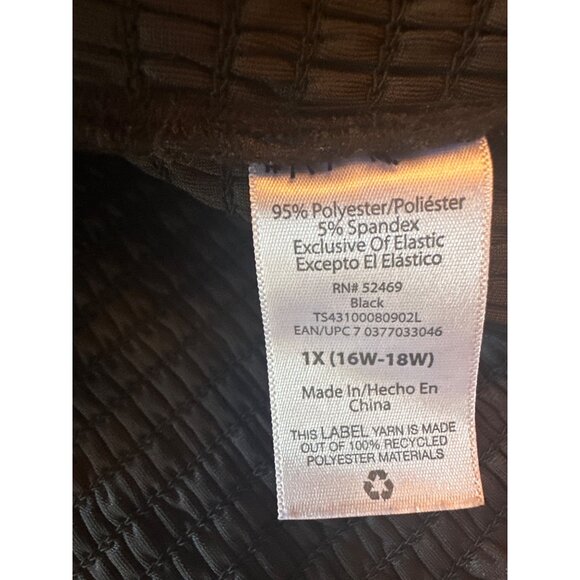 95% Polyester/Poliéster
5% Spandex
Exclusive Of Elastic
Excepto El Elástico
RN# 52469
Black
TS43100080902L
EAN/UPC 7 0377033046
1X (16W-18W)
Made In/Hecho En
China
THIS LABEL YARN IS MADE
OUT OF 100% RECYCLED
POLYESTER MATERIALS